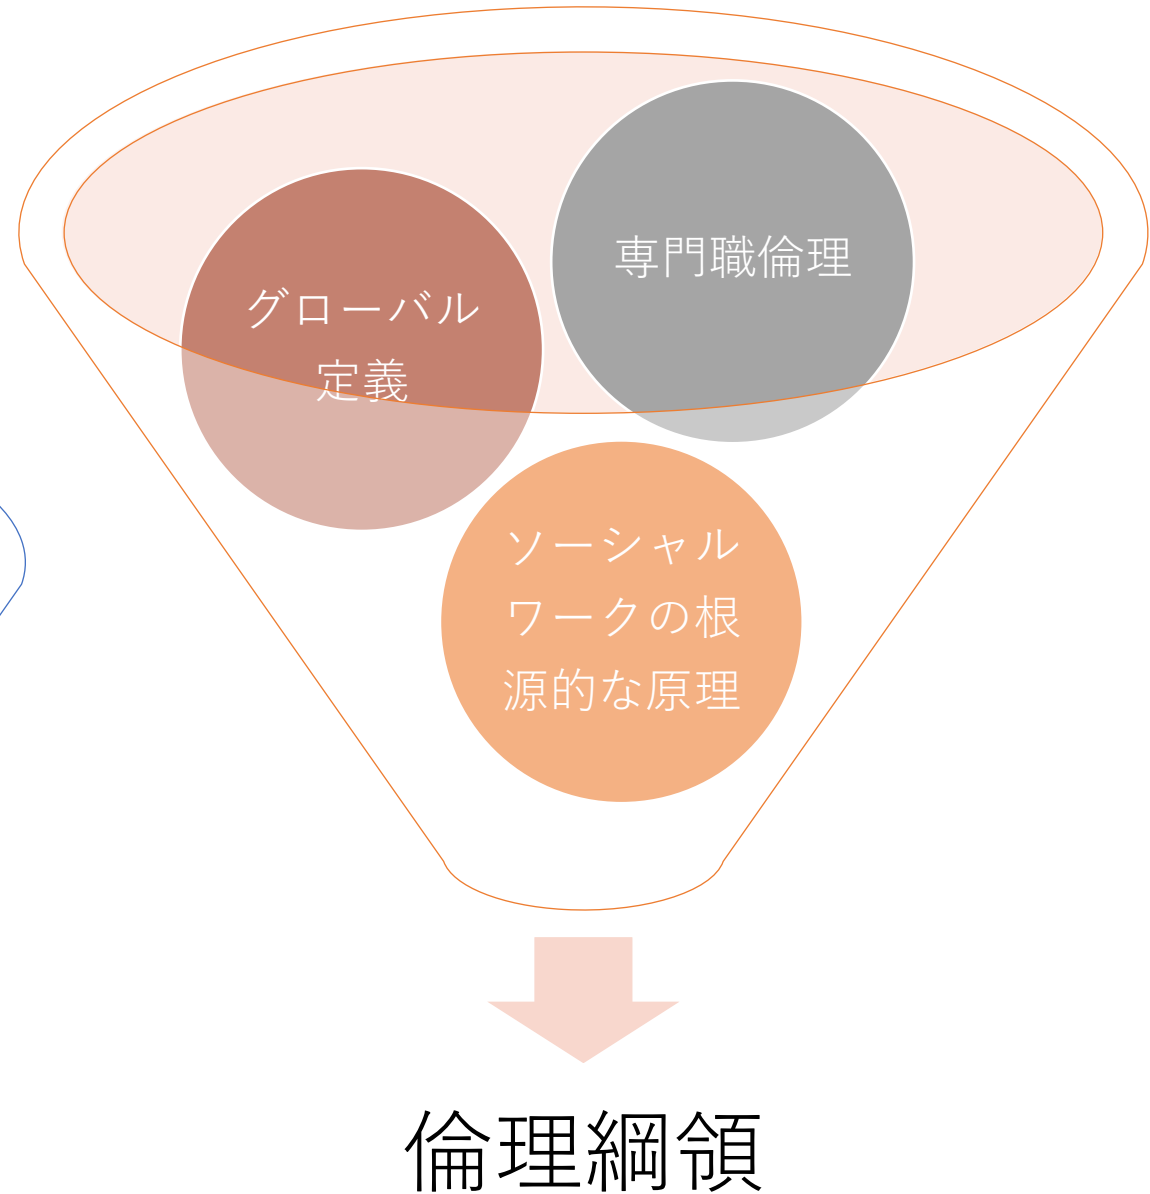 専門職倫理
グローバル
定義
ソーシャル
ワークの根
源的な原理
倫理綱領